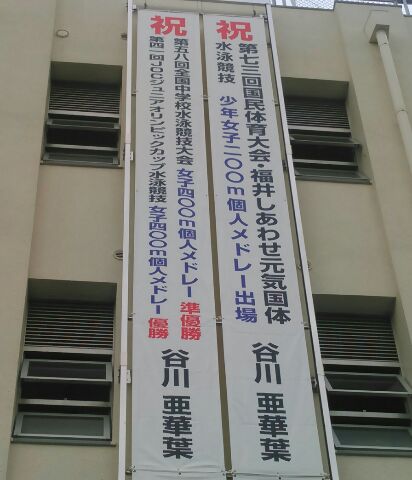 祝
第七三回国民体育大会・福井しあわせ元気国体
水泳競技 少年女子二〇〇m個人メドレー出場
谷川 亜華葉
祝
第五八回全国中学校水泳競技大会 女子四〇〇m個人メドレー 準優勝
第四一回JOCジュニアオリンピックカップ水泳競技 女子四〇〇m個人メドレー 優勝
谷川 亜華葉